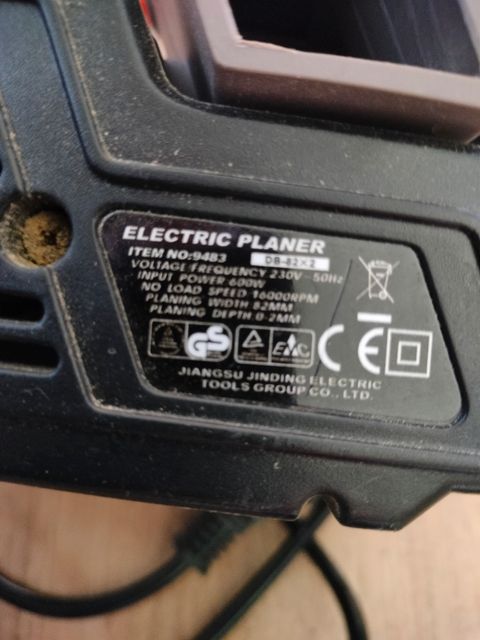 ELECTRIC PLANER
ITEM NO:9483 DB-82×2
VOLTAGE/FREQUENCY 230V~50Hz
INPUT POWER 600W
NO LOAD SPEED 16000RPM
PLANING WIDTH 82MM
PLANING DEPTH 0-2MM
GS EMC CE
JIANGSU JINDING ELECTRIC
TOOLS GROUP CO., LTD.